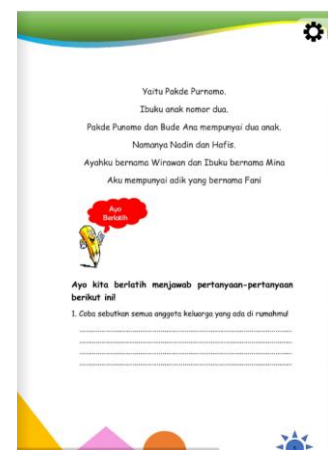 Yaitu Pakde Purnomo.
Ibuku anak nomor dua.
Pakde Punomo dan Bude Ana mempunyai dua anak.
Namanya Nadin dan Hafis.
Ayahku bernama Wirawan dan Ibuku bernama Mina
Aku mempunyai adik yang bernama Fani
Ayo
Berlatih
Ayo kita berlatih menjawab pertanyaan-pertanyaan
berikut ini!
1. Coba sebutkan semua anggota keluarga yang ada di rumahmu!